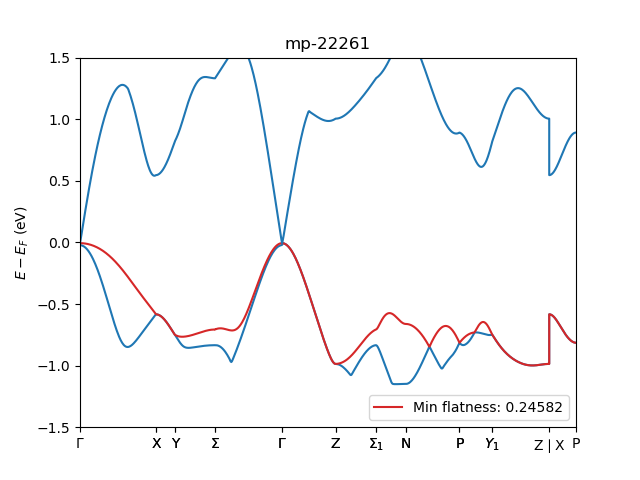 mp-22261
E − E_F (eV)
1.5
1.0
0.5
0.0
−0.5
−1.0
−1.5
Min flatness: 0.24582
Γ X Y Σ Γ Z Σ₁ N P Y₁ Z | X P